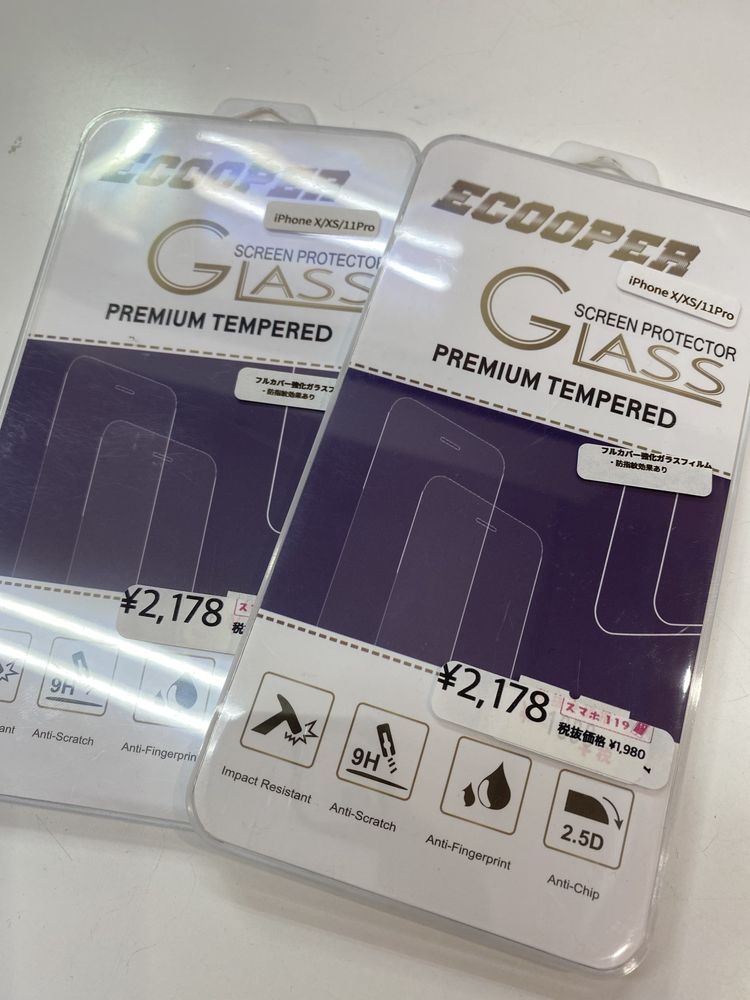 ECOOPER
iPhone X/XS/11Pro
SCREEN PROTECTOR
GLASS
PREMIUM TEMPERED
フルカバー強化ガラスフ
・防指紋効果あり
¥2,178
ス
税
9H
Anti-Scratch
Anti-Fingerprin
ECOOPER
iPhone X/XS/11Pro
SCREEN PROTECTOR
GLASS
PREMIUM TEMPERED
フルカバー強化ガラスフィルム
・防指紋効果あり
¥2,178
スマホ119
税抜価格 ¥1,980
9H
2.5D
Impact Resistant
Anti-Scratch
Anti-Fingerprint
Anti-Chip